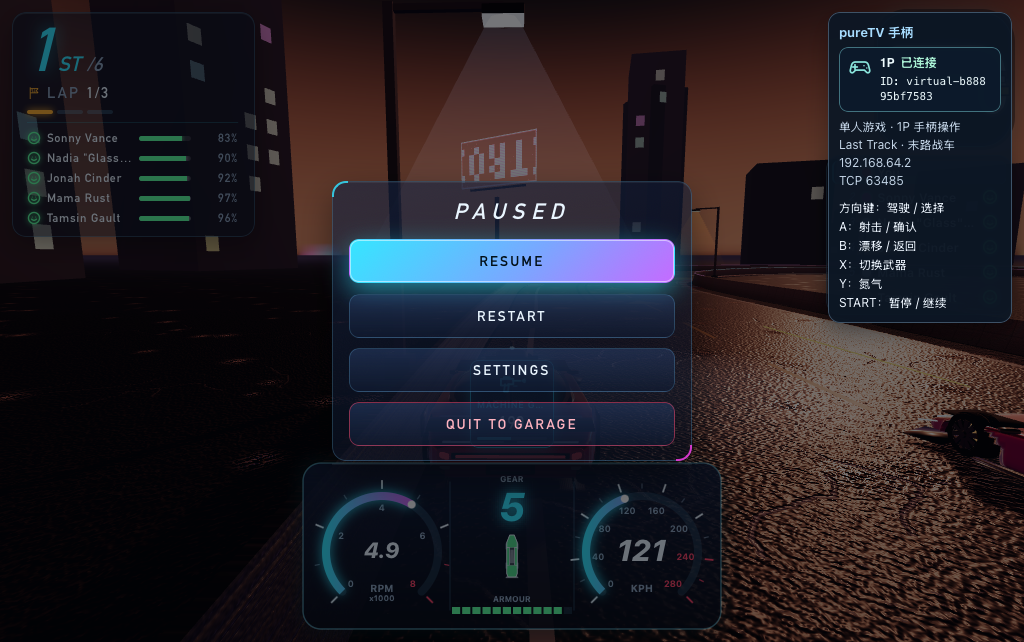 1ST /6
LAP 1/3
Sonny Vance 83%
Nadia "Glass... 90%
Jonah Cinder 92%
Mama Rust 97%
Tamsin Gault 96%
PAUSED
RESUME
RESTART
SETTINGS
QUIT TO GARAGE
pureTV 手柄
1P 已连接
ID: virtual-b888
95bf7583
单人游戏 · 1P 手柄操作
Last Track · 末路战车
192.168.64.2
TCP 63485
方向键: 驾驶 / 选择
A: 射击 / 确认
B: 漂移 / 返回
X: 切换武器
Y: 氮气
START: 暂停 / 继续
0 2 4 6 8
4.9
RPM
x1000
GEAR
5
ARMOUR
0 40 80 120 160 200 240 280
121
KPH